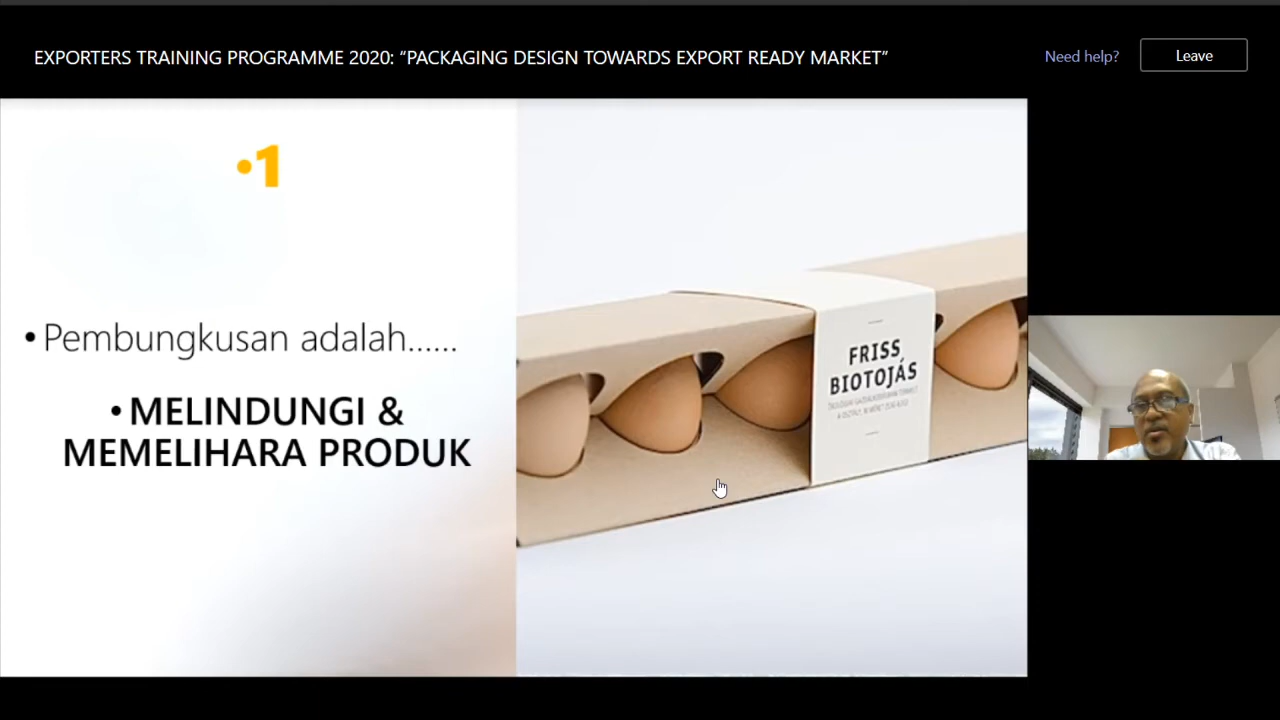 EXPORTERS TRAINING PROGRAMME 2020: “PACKAGING DESIGN TOWARDS EXPORT READY MARKET”
Need help?
Leave
•1
• Pembungkusan adalah......
• MELINDUNGI &
MEMELIHARA PRODUK
FRISS
BIOTOJÁS